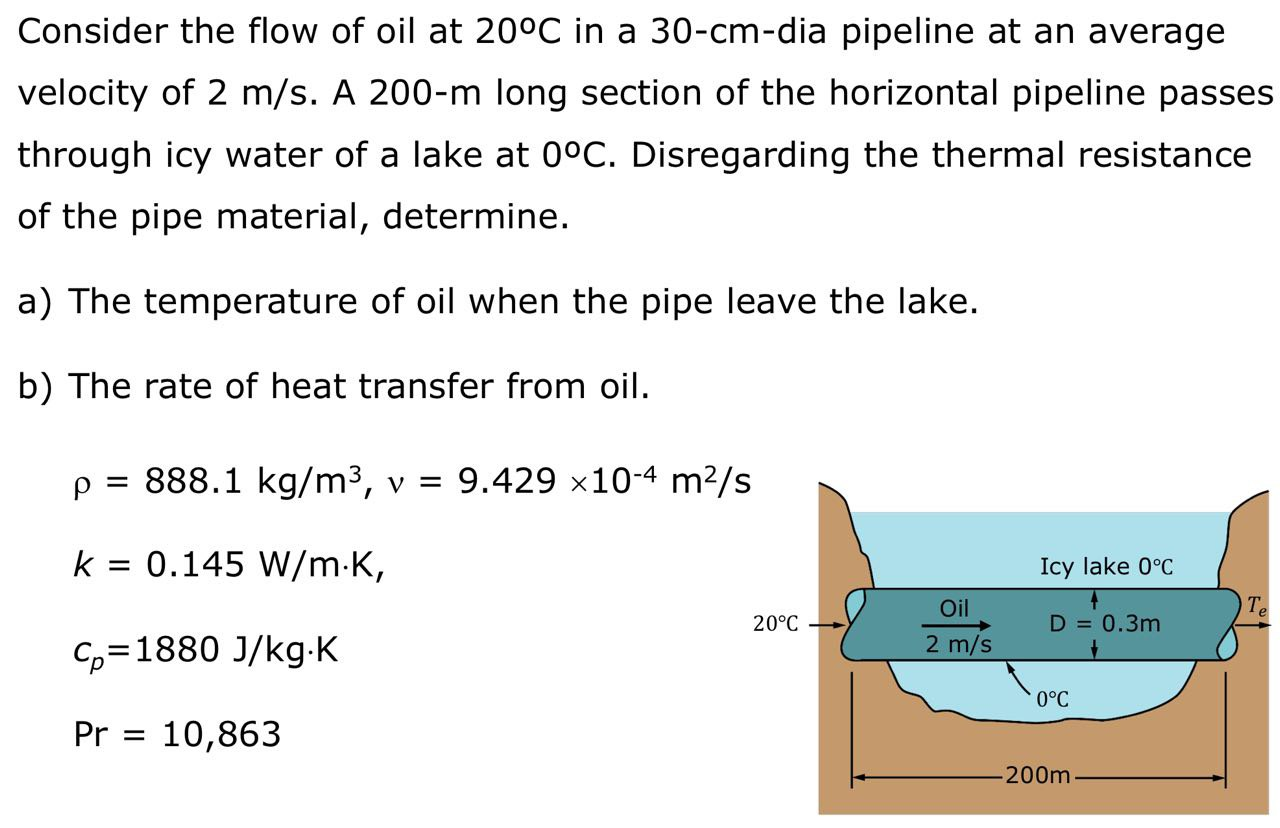 Consider the flow of oil at 20ºC in a 30-cm-dia pipeline at an average
velocity of 2 m/s. A 200-m long section of the horizontal pipeline passes
through icy water of a lake at 0ºC. Disregarding the thermal resistance
of the pipe material, determine.
a) The temperature of oil when the pipe leave the lake.
b) The rate of heat transfer from oil.
ρ = 888.1 kg/m³, ν = 9.429 ×10⁻⁴ m²/s
k = 0.145 W/m·K,
cₚ=1880 J/kg·K
Pr = 10,863
Icy lake 0°C
20°C
Oil
2 m/s
D = 0.3m
Tₑ
0°C
200m